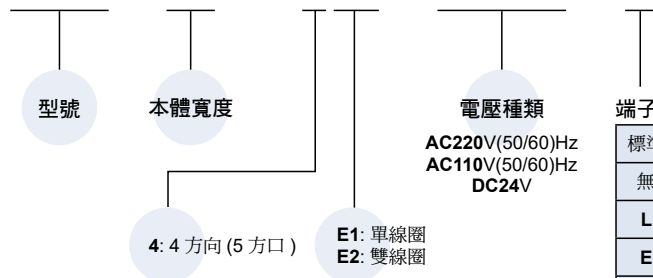 型號
本體寬度
電壓種類
端子
AC220V(50/60)Hz
AC110V(50/60)Hz
DC24V
標準
無
L
E
4: 4 方向 (5 方口 )
E1: 單線圈
E2: 雙線圈